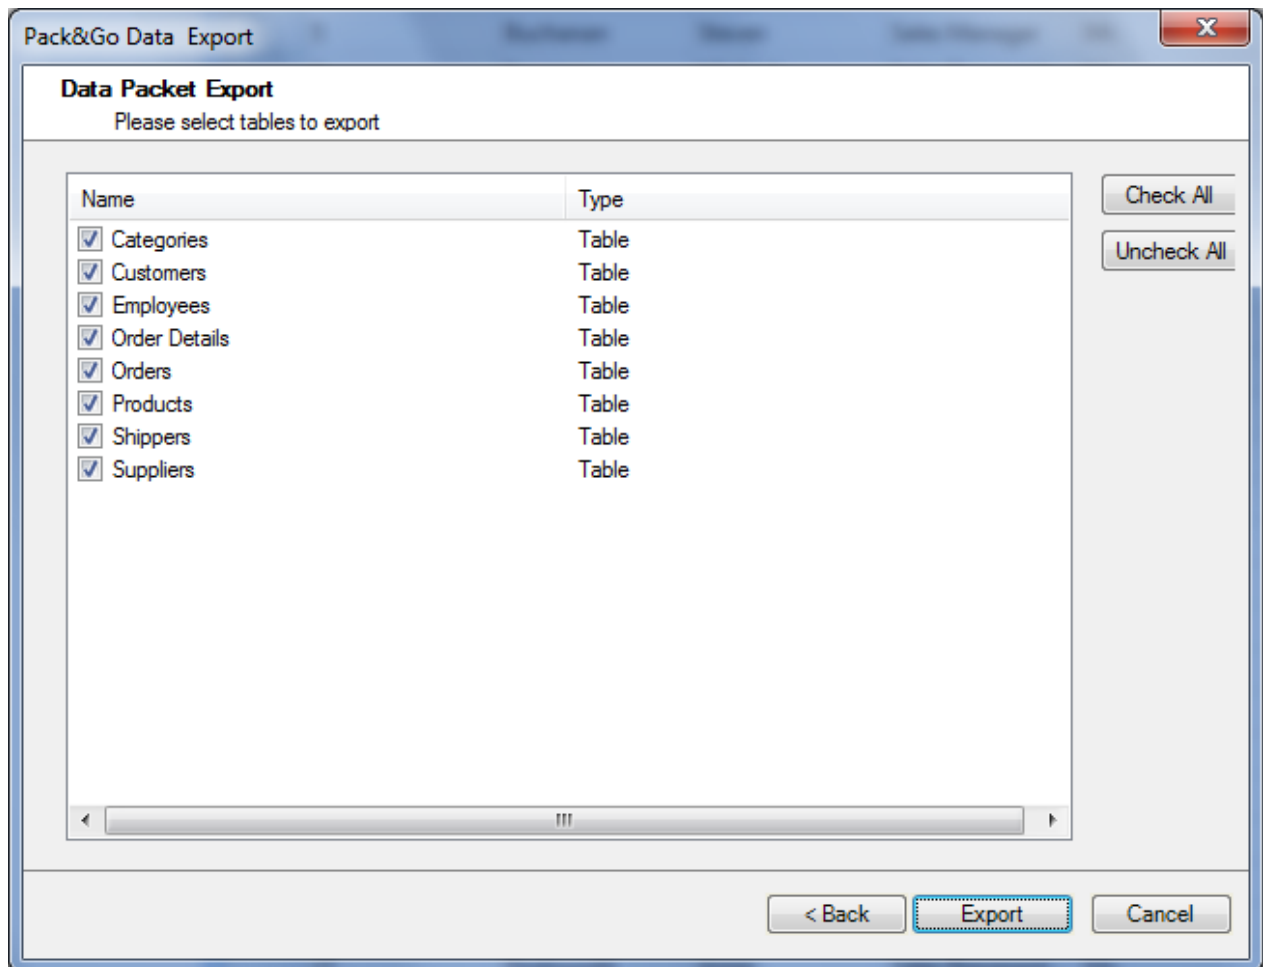 Pack&Go Data Export
Data Packet Export
Please select tables to export
Name Type
Categories Table
Customers Table
Employees Table
Order Details Table
Orders Table
Products Table
Shippers Table
Suppliers Table
Check All
Uncheck All
< Back Export Cancel